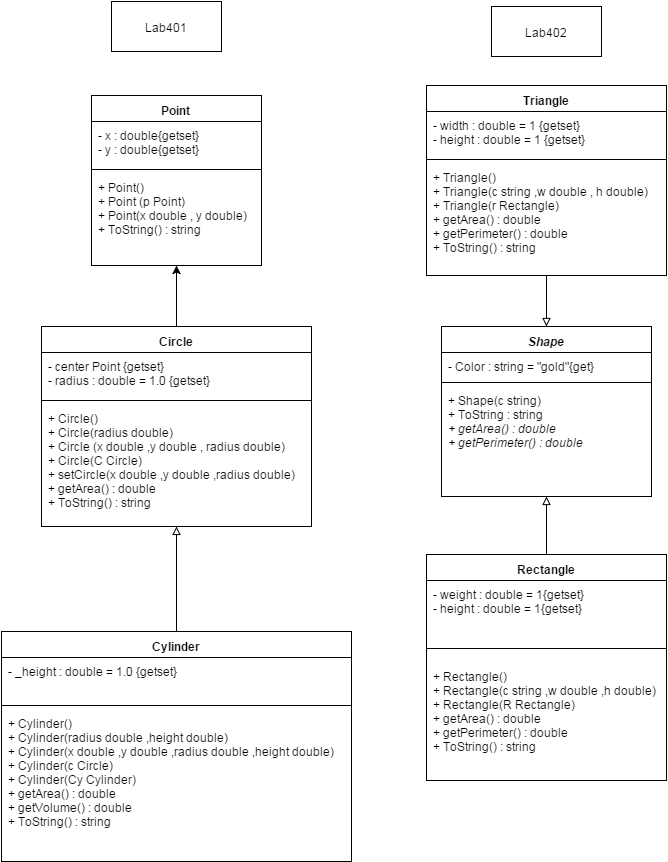 Lab401
Point
- x : double{getset}
- y : double{getset}
+ Point()
+ Point (p Point)
+ Point(x double , y double)
+ ToString() : string
Circle
- center Point {getset}
- radius : double = 1.0 {getset}
+ Circle()
+ Circle(radius double)
+ Circle (x double ,y double , radius double)
+ Circle(C Circle)
+ setCircle(x double ,y double ,radius double)
+ getArea() : double
+ ToString() : string
Cylinder
- _height : double = 1.0 {getset}
+ Cylinder()
+ Cylinder(radius double ,height double)
+ Cylinder(x double ,y double ,radius double ,height double)
+ Cylinder(c Circle)
+ Cylinder(Cy Cylinder)
+ getArea() : double
+ getVolume() : double
+ ToString() : string
Lab402
Triangle
- width : double = 1 {getset}
- height : double = 1 {getset}
+ Triangle()
+ Triangle(c string ,w double , h double)
+ Triangle(r Rectangle)
+ getArea() : double
+ getPerimeter() : double
+ ToString() : string
Shape
- Color : string = "gold"{get}
+ Shape(c string)
+ ToString : string
+ getArea() : double
+ getPerimeter() : double
Rectangle
- weight : double = 1{getset}
- height : double = 1{getset}
+ Rectangle()
+ Rectangle(c string ,w double ,h double)
+ Rectangle(R Rectangle)
+ getArea() : double
+ getPerimeter() : double
+ ToString() : string